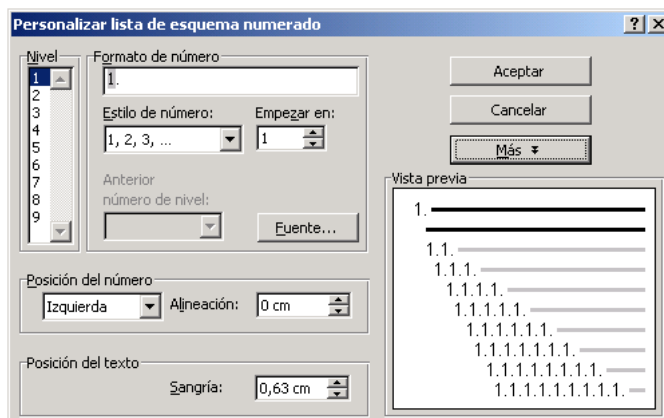 Personalizar lista de esquema numerado
Nivel
1
2
3
4
5
6
7
8
9
Formato de número
1.
Estilo de número:
Empezar en:
1, 2, 3, ...
1
Anterior
número de nivel:
Fuente...
Posición del número
Izquierda
Alineación:
0 cm
Posición del texto
Sangría:
0,63 cm
Aceptar
Cancelar
Más
Vista previa
1.
1.1.
1.1.1.
1.1.1.1.
1.1.1.1.1.
1.1.1.1.1.1.
1.1.1.1.1.1.1.
1.1.1.1.1.1.1.1.
1.1.1.1.1.1.1.1.1.